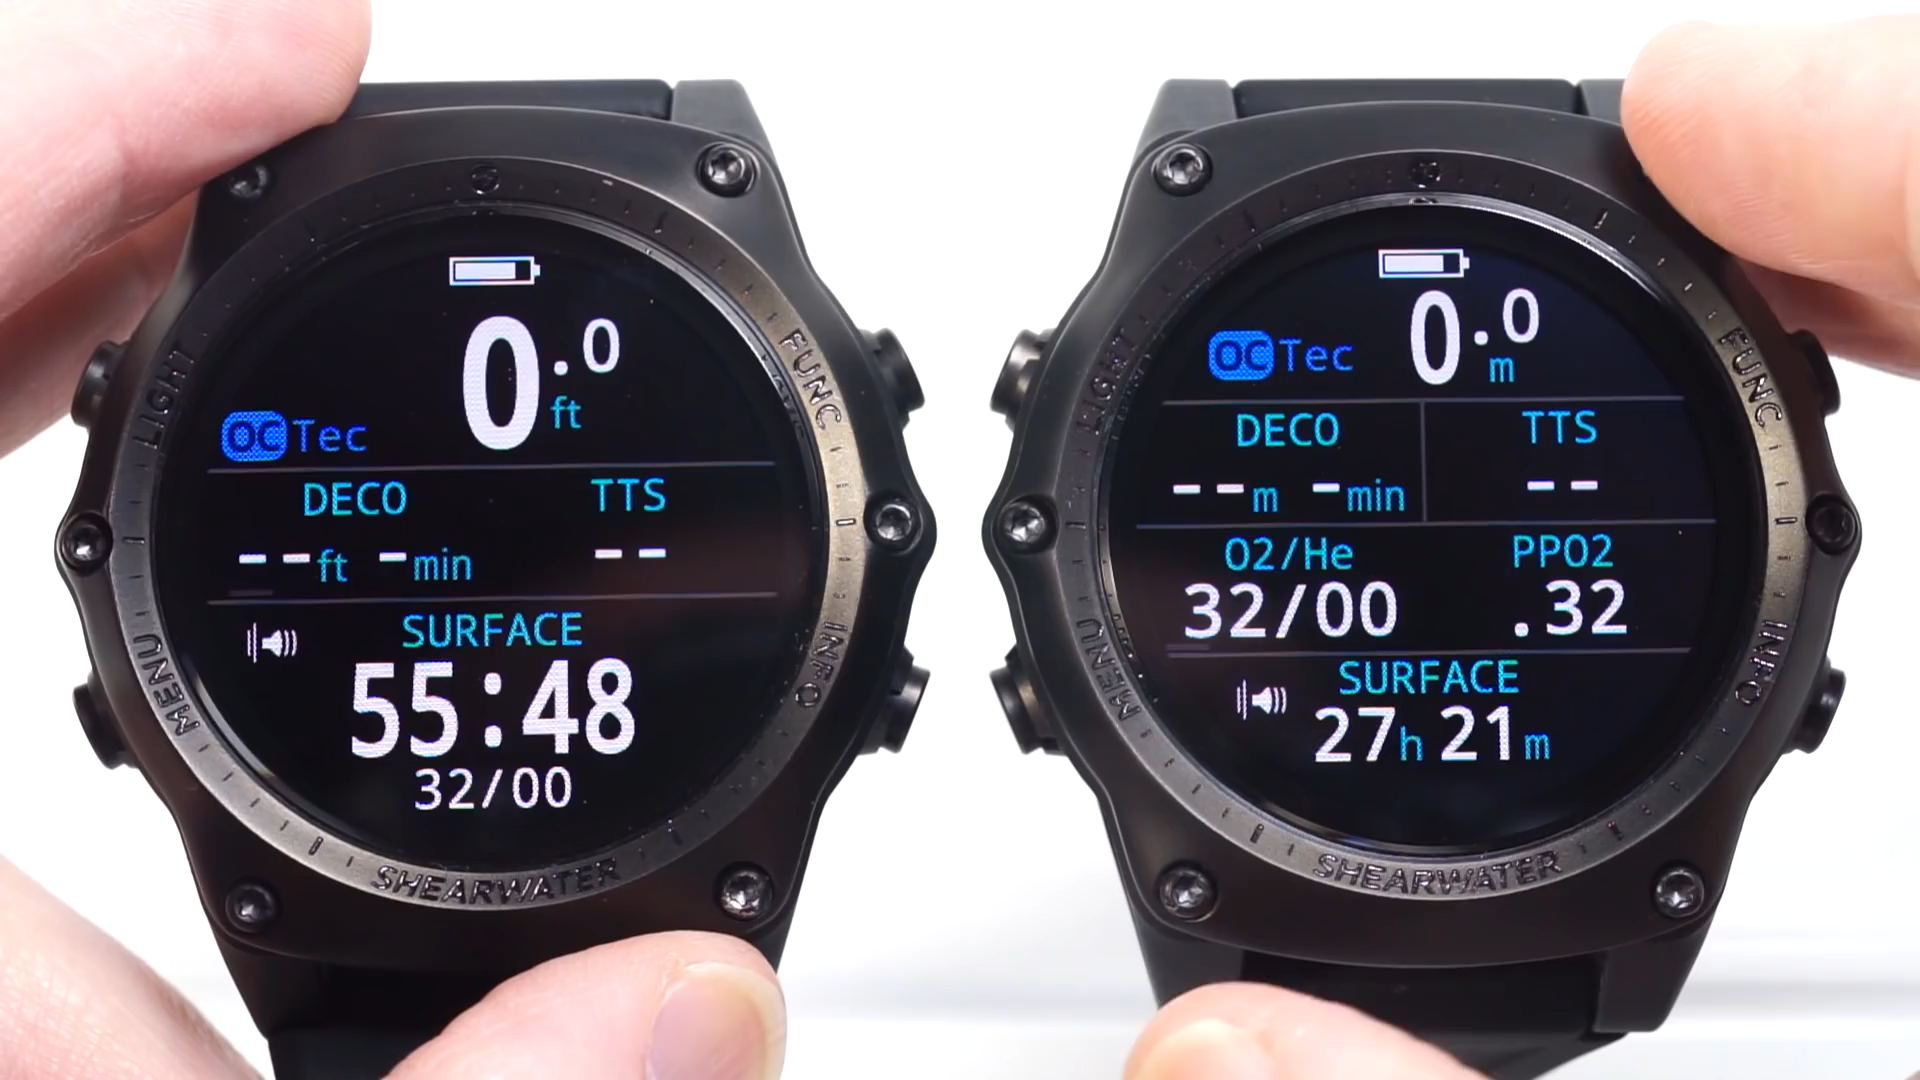 LIGHT
FUNC
MENU
INFO
SHEARWATER
0.0 ft
OC Tec
DECO TTS
--ft -min --
SURFACE
55:48
32/00
LIGHT
FUNC
MENU
INFO
SHEARWATER
OC Tec 0.0 m
DECO TTS
--m -min --
O2/He PPO2
32/00 .32
SURFACE
27h 21m